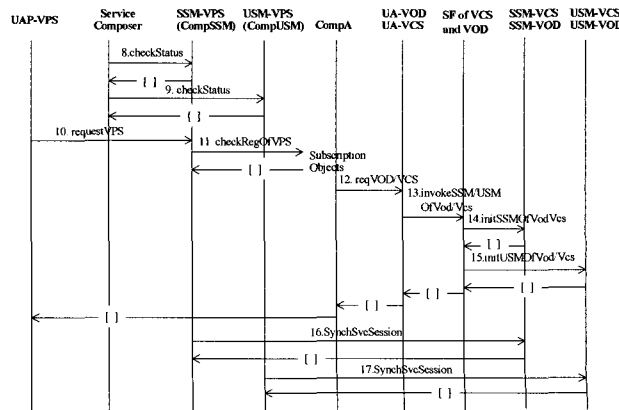 UAP-VPS
Service
Composer
SSM-VPS
(CompSSM)
USM-VPS
(CompUSM)
CompA
UA-VOD
UA-VCS
SF of VCS
and VOD
SSM-VCS
SSM-VOD
USM-VCS
USM-VOD
8.checkStatus
[ ]
9. checkStatus
[ ]
10. requestVPS
11. checkRegOfVPS
Subscription
Objects
[ ]
12. reqVOD/VCS
13.invokeSSM/USM
OfVod/Vcs
14.initSSMOfVodVcs
[ ]
15.initUSMOfVod/Vcs
[ ]
[ ]
[ ]
[ ]
16.SynchSvcSession
[ ]
17.SynchSvcSession
[ ]